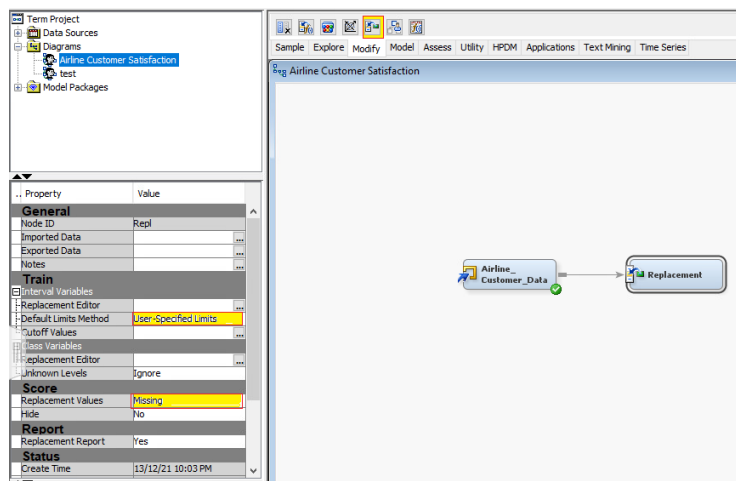 Term Project
Data Sources
Diagrams
Airline Customer Satisfaction
test
Model Packages
Sample Explore Modify Model Assess Utility HPDM Applications Text Mining Time Series
Airline Customer Satisfaction
.. Property Value
General
Node ID Repl
Imported Data ...
Exported Data ...
Notes ...
Train
Interval Variables
Replacement Editor ...
Default Limits Method User-Specified Limits
Cutoff Values ...
Class Variables
Replacement Editor ...
Unknown Levels Ignore
Score
Replacement Values Missing
Hide No
Report
Replacement Report Yes
Status
Create Time 13/12/21 10:03 PM
Airline_
Customer_Data
Replacement